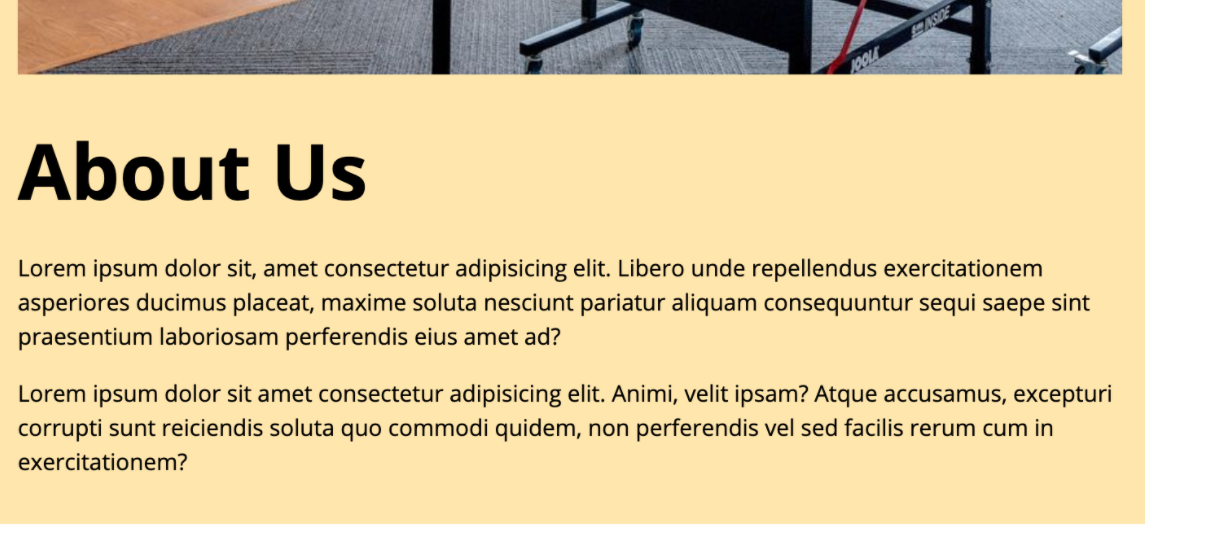 INSIDE
JOOLA
About Us
Lorem ipsum dolor sit, amet consectetur adipisicing elit. Libero unde repellendus exercitationem
asperiores ducimus placeat, maxime soluta nesciunt pariatur aliquam consequuntur sequi saepe sint
praesentium laboriosam perferendis eius amet ad?
Lorem ipsum dolor sit amet consectetur adipisicing elit. Animi, velit ipsam? Atque accusamus, excepturi
corrupti sunt reiciendis soluta quo commodi quidem, non perferendis vel sed facilis rerum cum in
exercitationem?